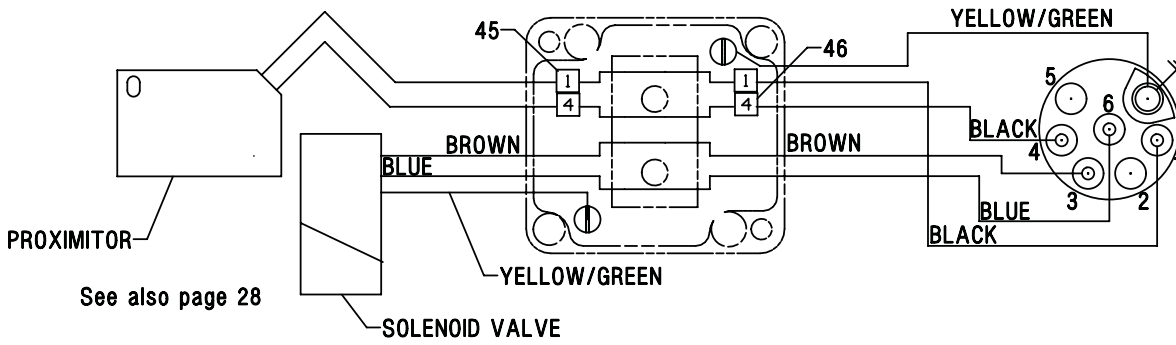 YELLOW/GREEN
45
46
1
1
4
4
5
6
BLACK
4
BROWN
BROWN
BLUE
3
2
BLUE
BLACK
PROXIMITOR
YELLOW/GREEN
See also page 28
SOLENOID VALVE